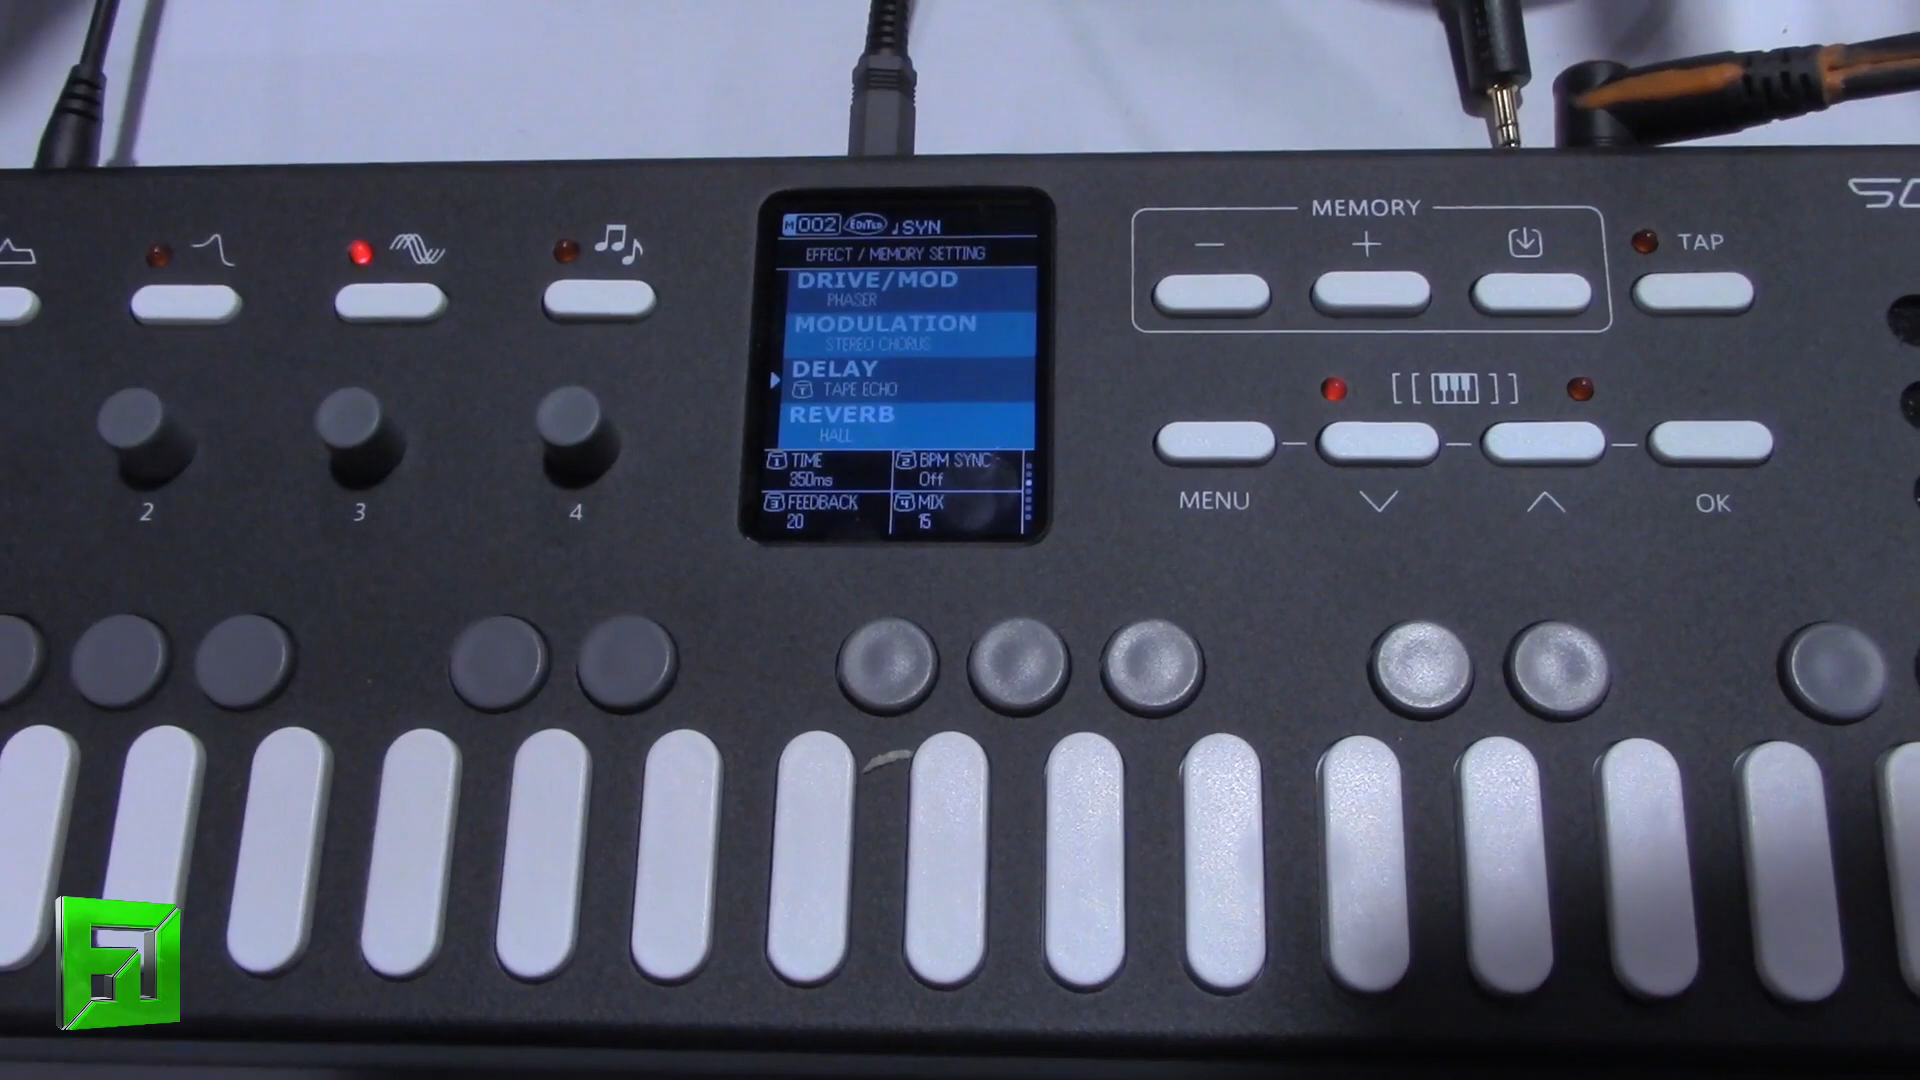 MEMORY
TAP
M002 EDITED ♩SYN
EFFECT / MEMORY SETTING
DRIVE/MOD
PHASER
MODULATION
STEREO CHORUS
DELAY
TAPE ECHO
REVERB
HALL
1 TIME
350ms
2 BPM SYNC
Off
3 FEEDBACK
20
4 MIX
15
2
3
4
MENU
OK